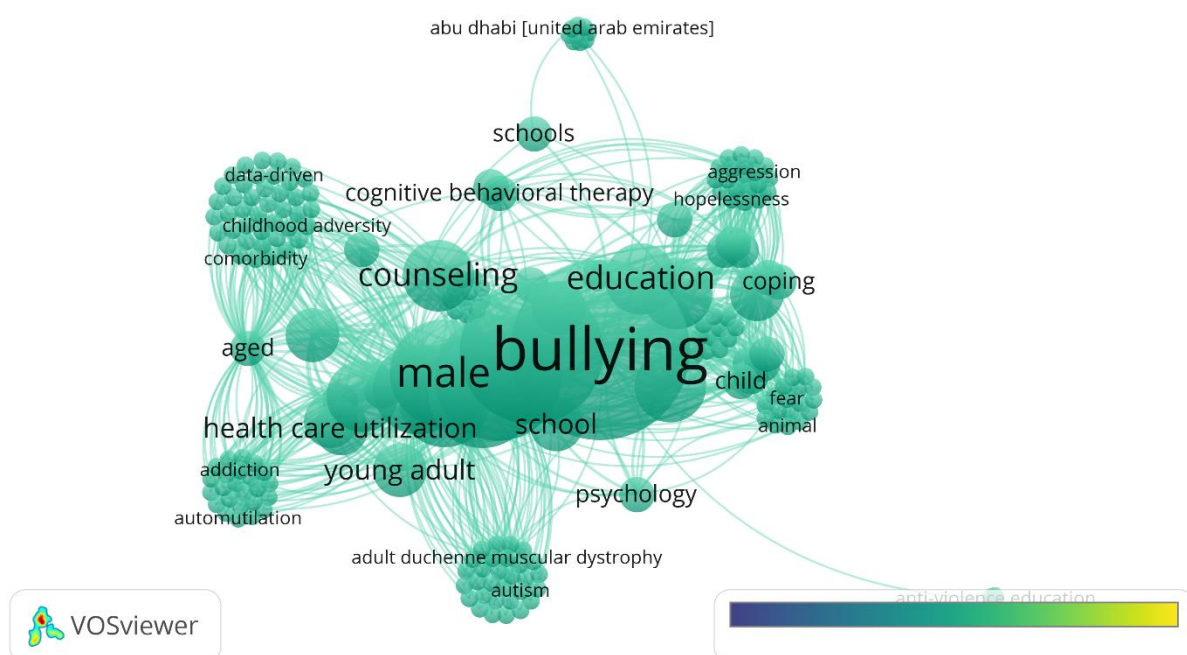 abu dhabi [united arab emirates]
schools
data-driven
aggression
cognitive behavioral therapy
hopelessness
childhood adversity
comorbidity
counseling
education
coping
aged
bullying
male
child
fear
health care utilization
school
animal
addiction
young adult
psychology
automutilation
adult duchenne muscular dystrophy
autism
anti-violence education
VOSviewer